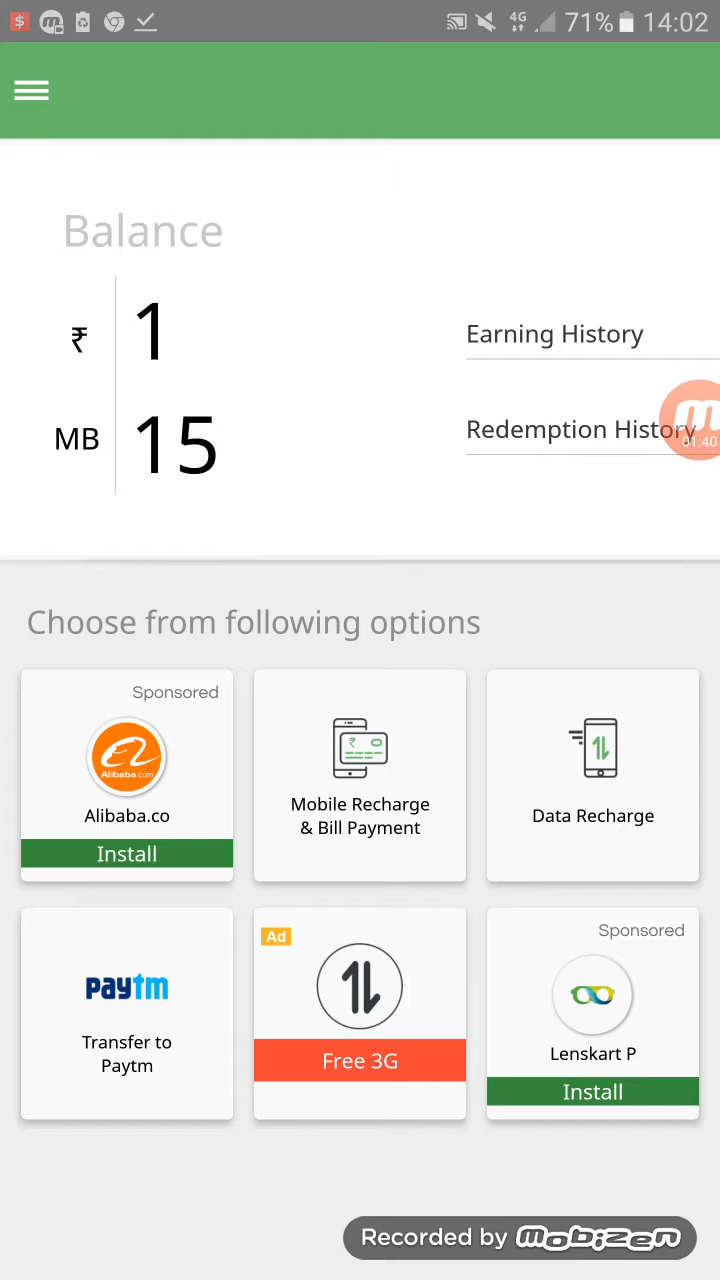 $ 4G 71% 14:02
Balance
₹ 1
Earning History
MB 15
Redemption History
01:40
Choose from following options
Sponsored
Alibaba.com
Alibaba.co
Install
Mobile Recharge
& Bill Payment
Data Recharge
paytm
Transfer to
Paytm
Ad
Free 3G
Sponsored
Lenskart P
Install
Recorded by mobizen